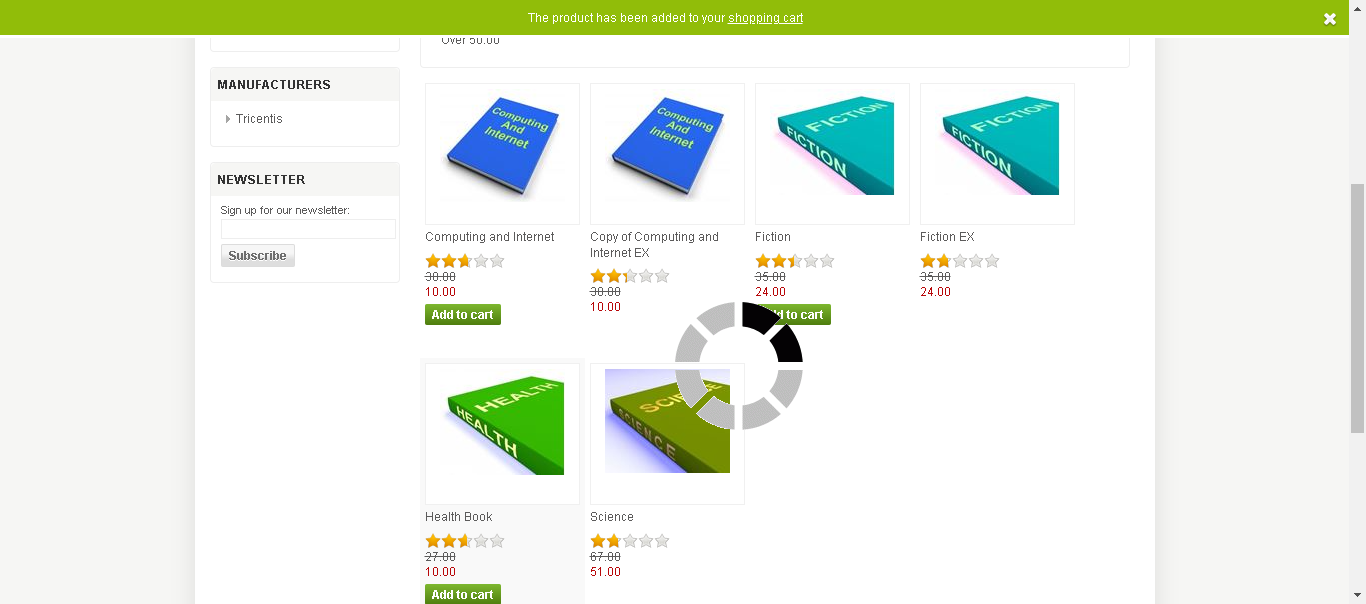 The product has been added to your shopping cart
Over 50.00
MANUFACTURERS
Tricentis
NEWSLETTER
Sign up for our newsletter:
Subscribe
Computing And Internet
Computing And Internet
FICTION
FICTION
FICTION
FICTION
Computing and Internet
Copy of Computing and
Internet EX
Fiction
Fiction EX
30.00
10.00
30.00
10.00
35.00
24.00
35.00
24.00
Add to cart
to cart
HEALTH
HEALTH
SCIENCE
Health Book
Science
27.00
10.00
67.00
51.00
Add to cart